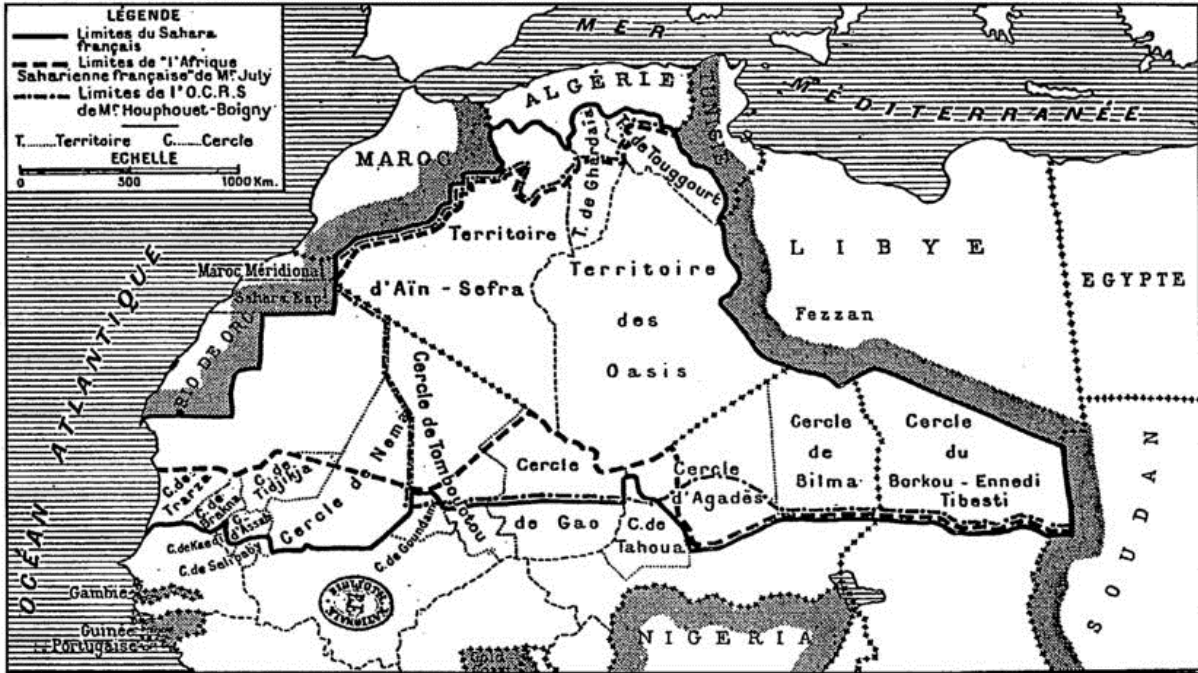 LÉGENDE
Limites du Sahara
français
Limites de "l'Afrique
Saharienne française" de Mr. July
Limites de l'O.C.R.S
de Mr. Houphouet-Boigny
T......Territoire C.....Cercle
ECHELLE
0 500 1000 Km.
MER
MÉDITERRANÉE
ALGÉRIE
TUNISIE
MAROC
T. de Ghardaïa
T. de Touggourt
Territoire
d'Aïn-Sefra
Territoire
des
Oasis
LIBYE
EGYPTE
Fezzan
Maroc Méridional
Sahara Espl.
RIO DE ORO
OCÉAN ATLANTIQUE
C. de
Trarza
C. de
Brakna
C. de
Tidjikja
C.
d'Assaba
C. de Kaedi
C. de Selibaby
Cercle de Nema
Cercle de Tombouctou
C. de Goundam
Cercle
de Gao
C. de
Tahoua
Cercle
d'Agadès
Cercle
de
Bilma
Cercle
du
Borkou-Ennedi
Tibesti
SOUDAN
Gambie
Guinée
Portugaise
NIGERIA
Gold